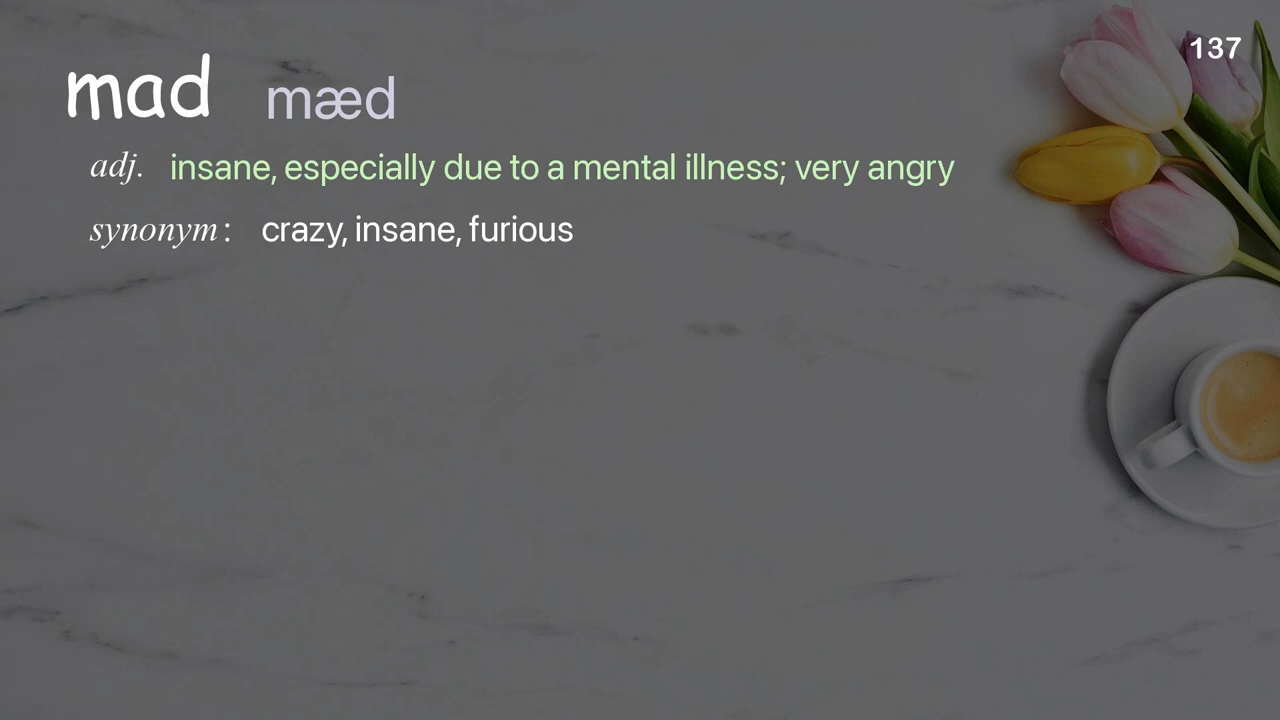 137
mad mæd
adj. insane, especially due to a mental illness; very angry
synonym: crazy, insane, furious